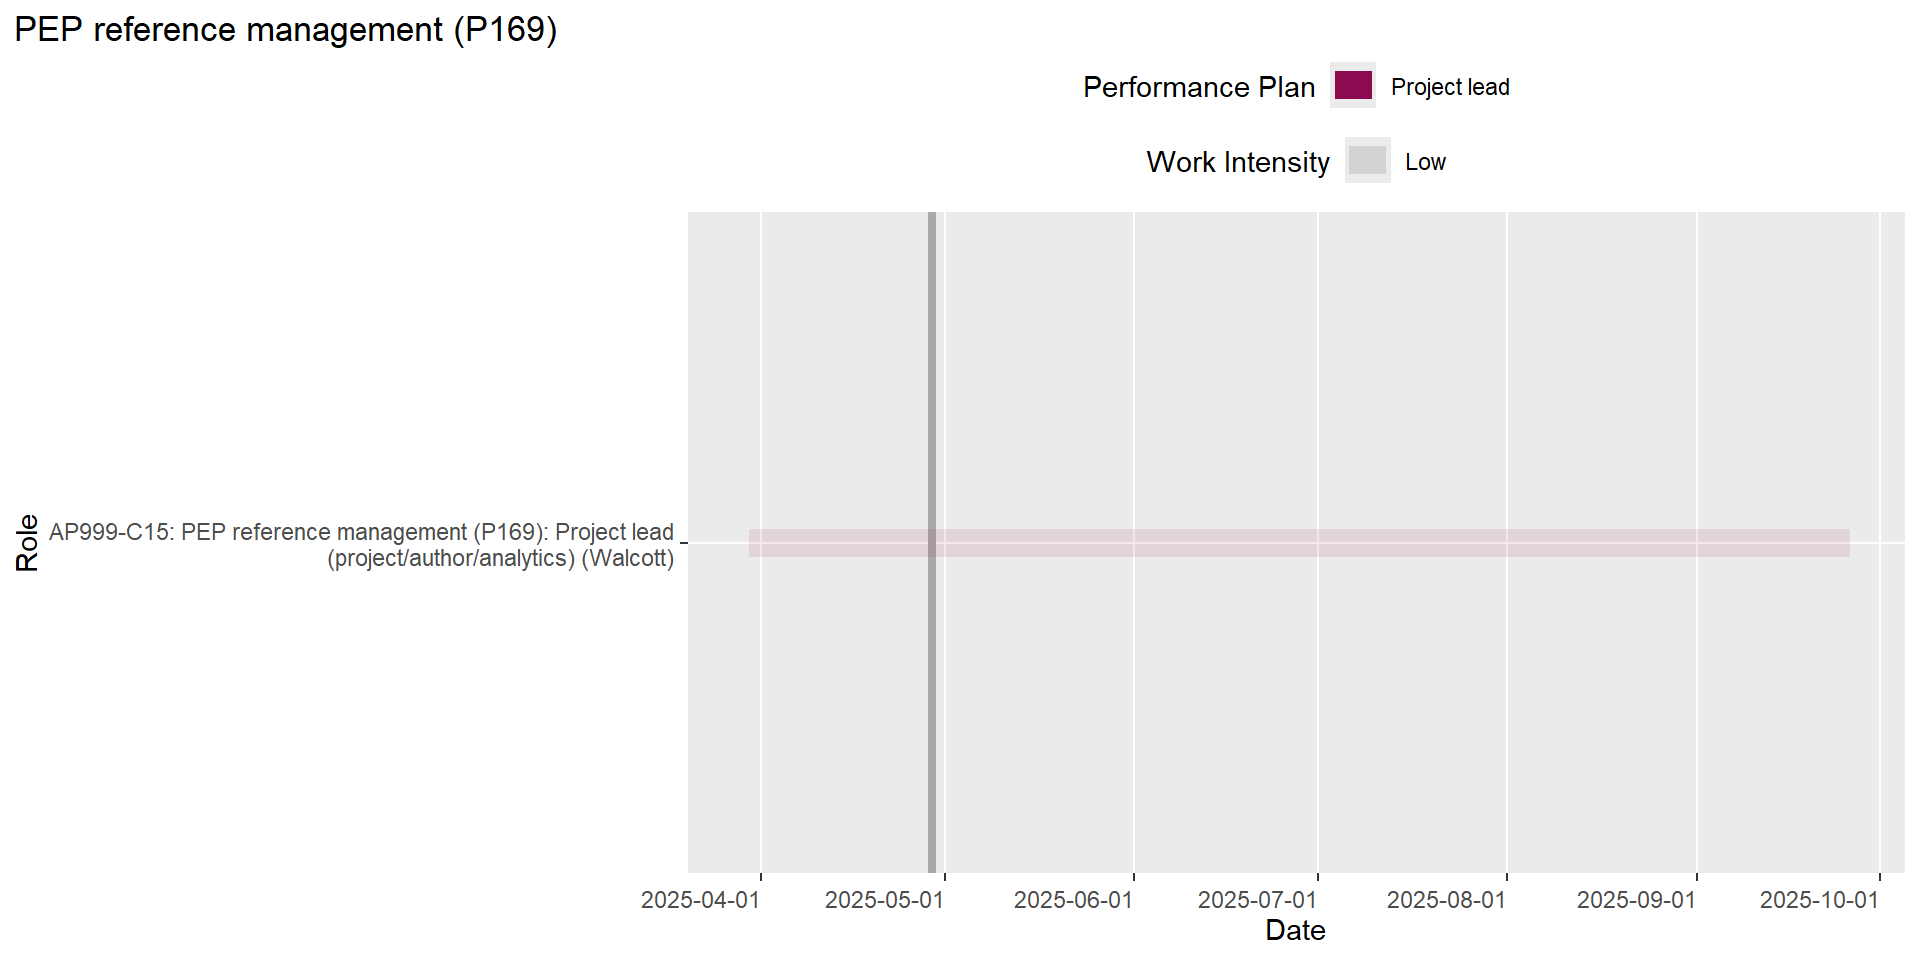 PEP reference management (P169)
Performance Plan
Project lead
Work Intensity
Low
Role
AP999-C15: PEP reference management (P169): Project lead
(project/author/analytics) (Walcott)
2025-04-01
2025-05-01
2025-06-01
2025-07-01
2025-08-01
2025-09-01
2025-10-01
Date